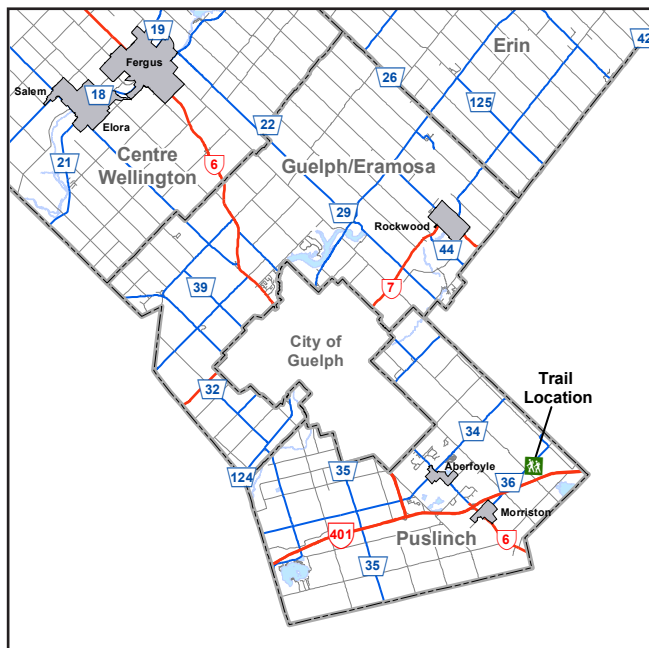 19
42
Erin
Fergus
26
Salem
18
125
Elora
22
21
Centre
Wellington
6
Guelph/Eramosa
29
Rockwood
44
7
39
City of
Guelph
Trail
Location
32
34
124
35
Aberfoyle
36
Morriston
401
Puslinch
6
35